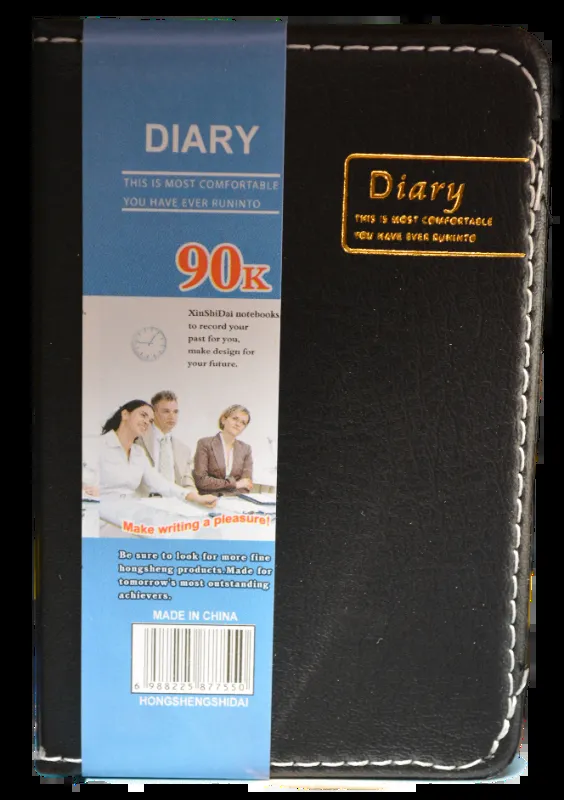 DIARY
THIS IS MOST COMFORTABLE
YOU HAVE EVER RUNINTO
90K
XinShiDai notebooks
to record your
past for you,
make design for
your future.
Make writing a pleasure!
Be sure to look for more fine
hongsheng products.Made for
tomorrow's most outstanding
achievers.
MADE IN CHINA
6 988225 877550
HONGSHENGSHIDAI
Diary
THIS IS MOST COMFORTABLE
YOU HAVE EVER RUNINTO